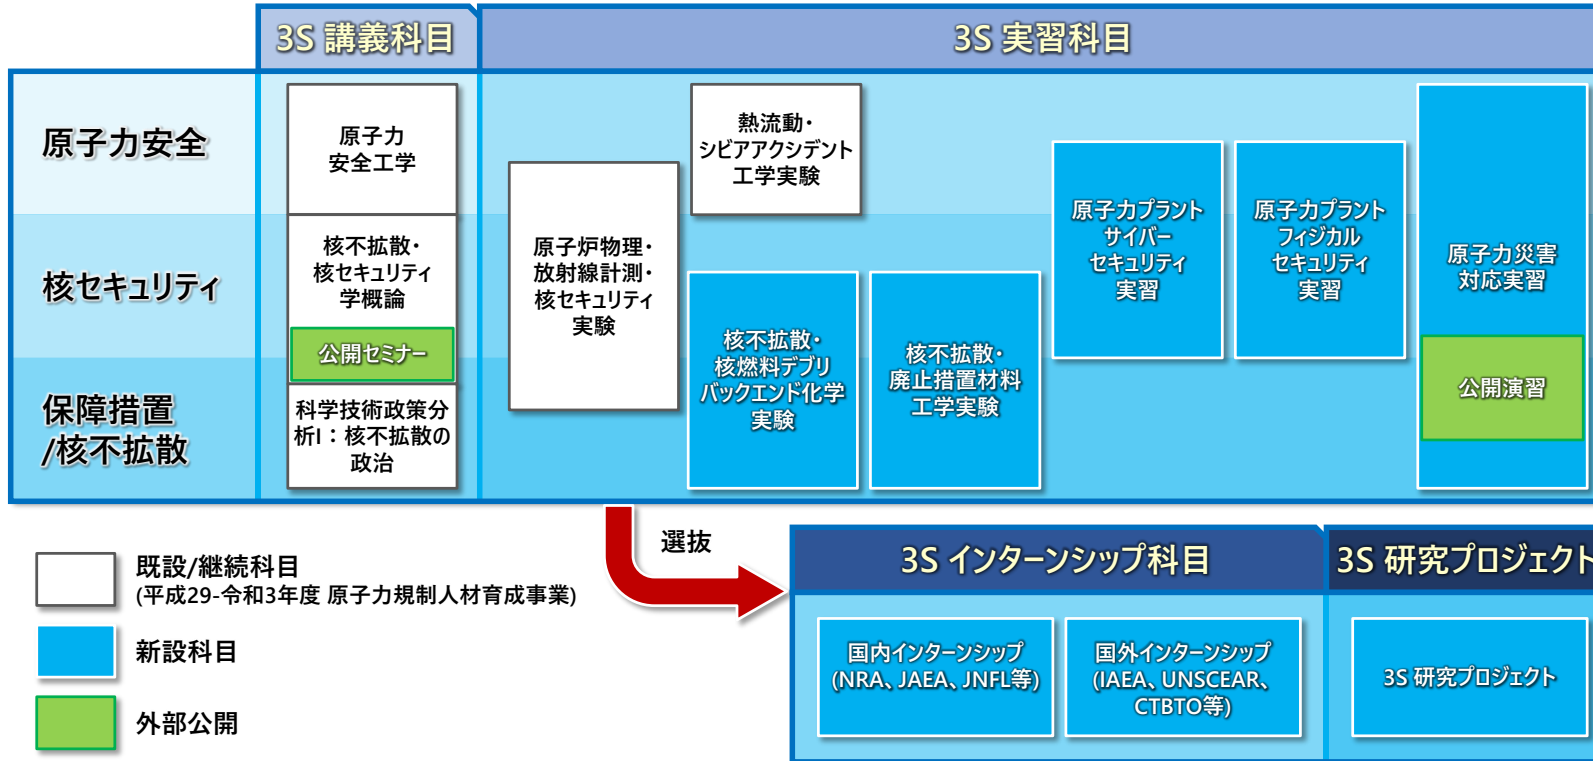 3S 講義科目
3S 実習科目
原子力安全
核セキュリティ
保障措置
/核不拡散
原子力
安全工学
核不拡散・
核セキュリティ
学概論
公開セミナー
科学技術政策分
析I：核不拡散の
政治
原子炉物理・
放射線計測・
核セキュリティ
実験
熱流動・
シビアアクシデント
工学実験
核不拡散・
核燃料デブリ
バックエンド化学
実験
核不拡散・
廃止措置材料
工学実験
原子力プラント
サイバー
セキュリティ
実習
原子力プラント
フィジカル
セキュリティ
実習
原子力災害
対応実習
公開演習
選抜
既設/継続科目
(平成29-令和3年度 原子力規制人材育成事業)
新設科目
外部公開
3S インターンシップ科目
3S 研究プロジェクト
国内インターンシップ
(NRA、JAEA、JNFL等)
国外インターンシップ
(IAEA、UNSCEAR、
CTBTO等)
3S 研究プロジェクト